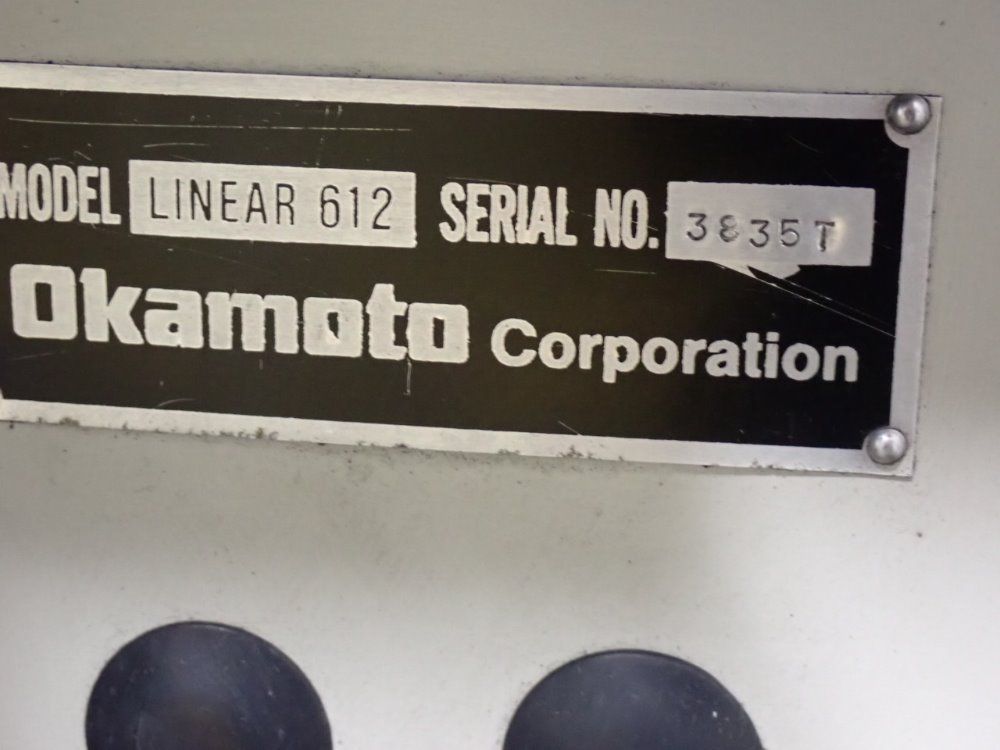 MODEL LINEAR 612 SERIAL NO. 3835T
Okamoto Corporation